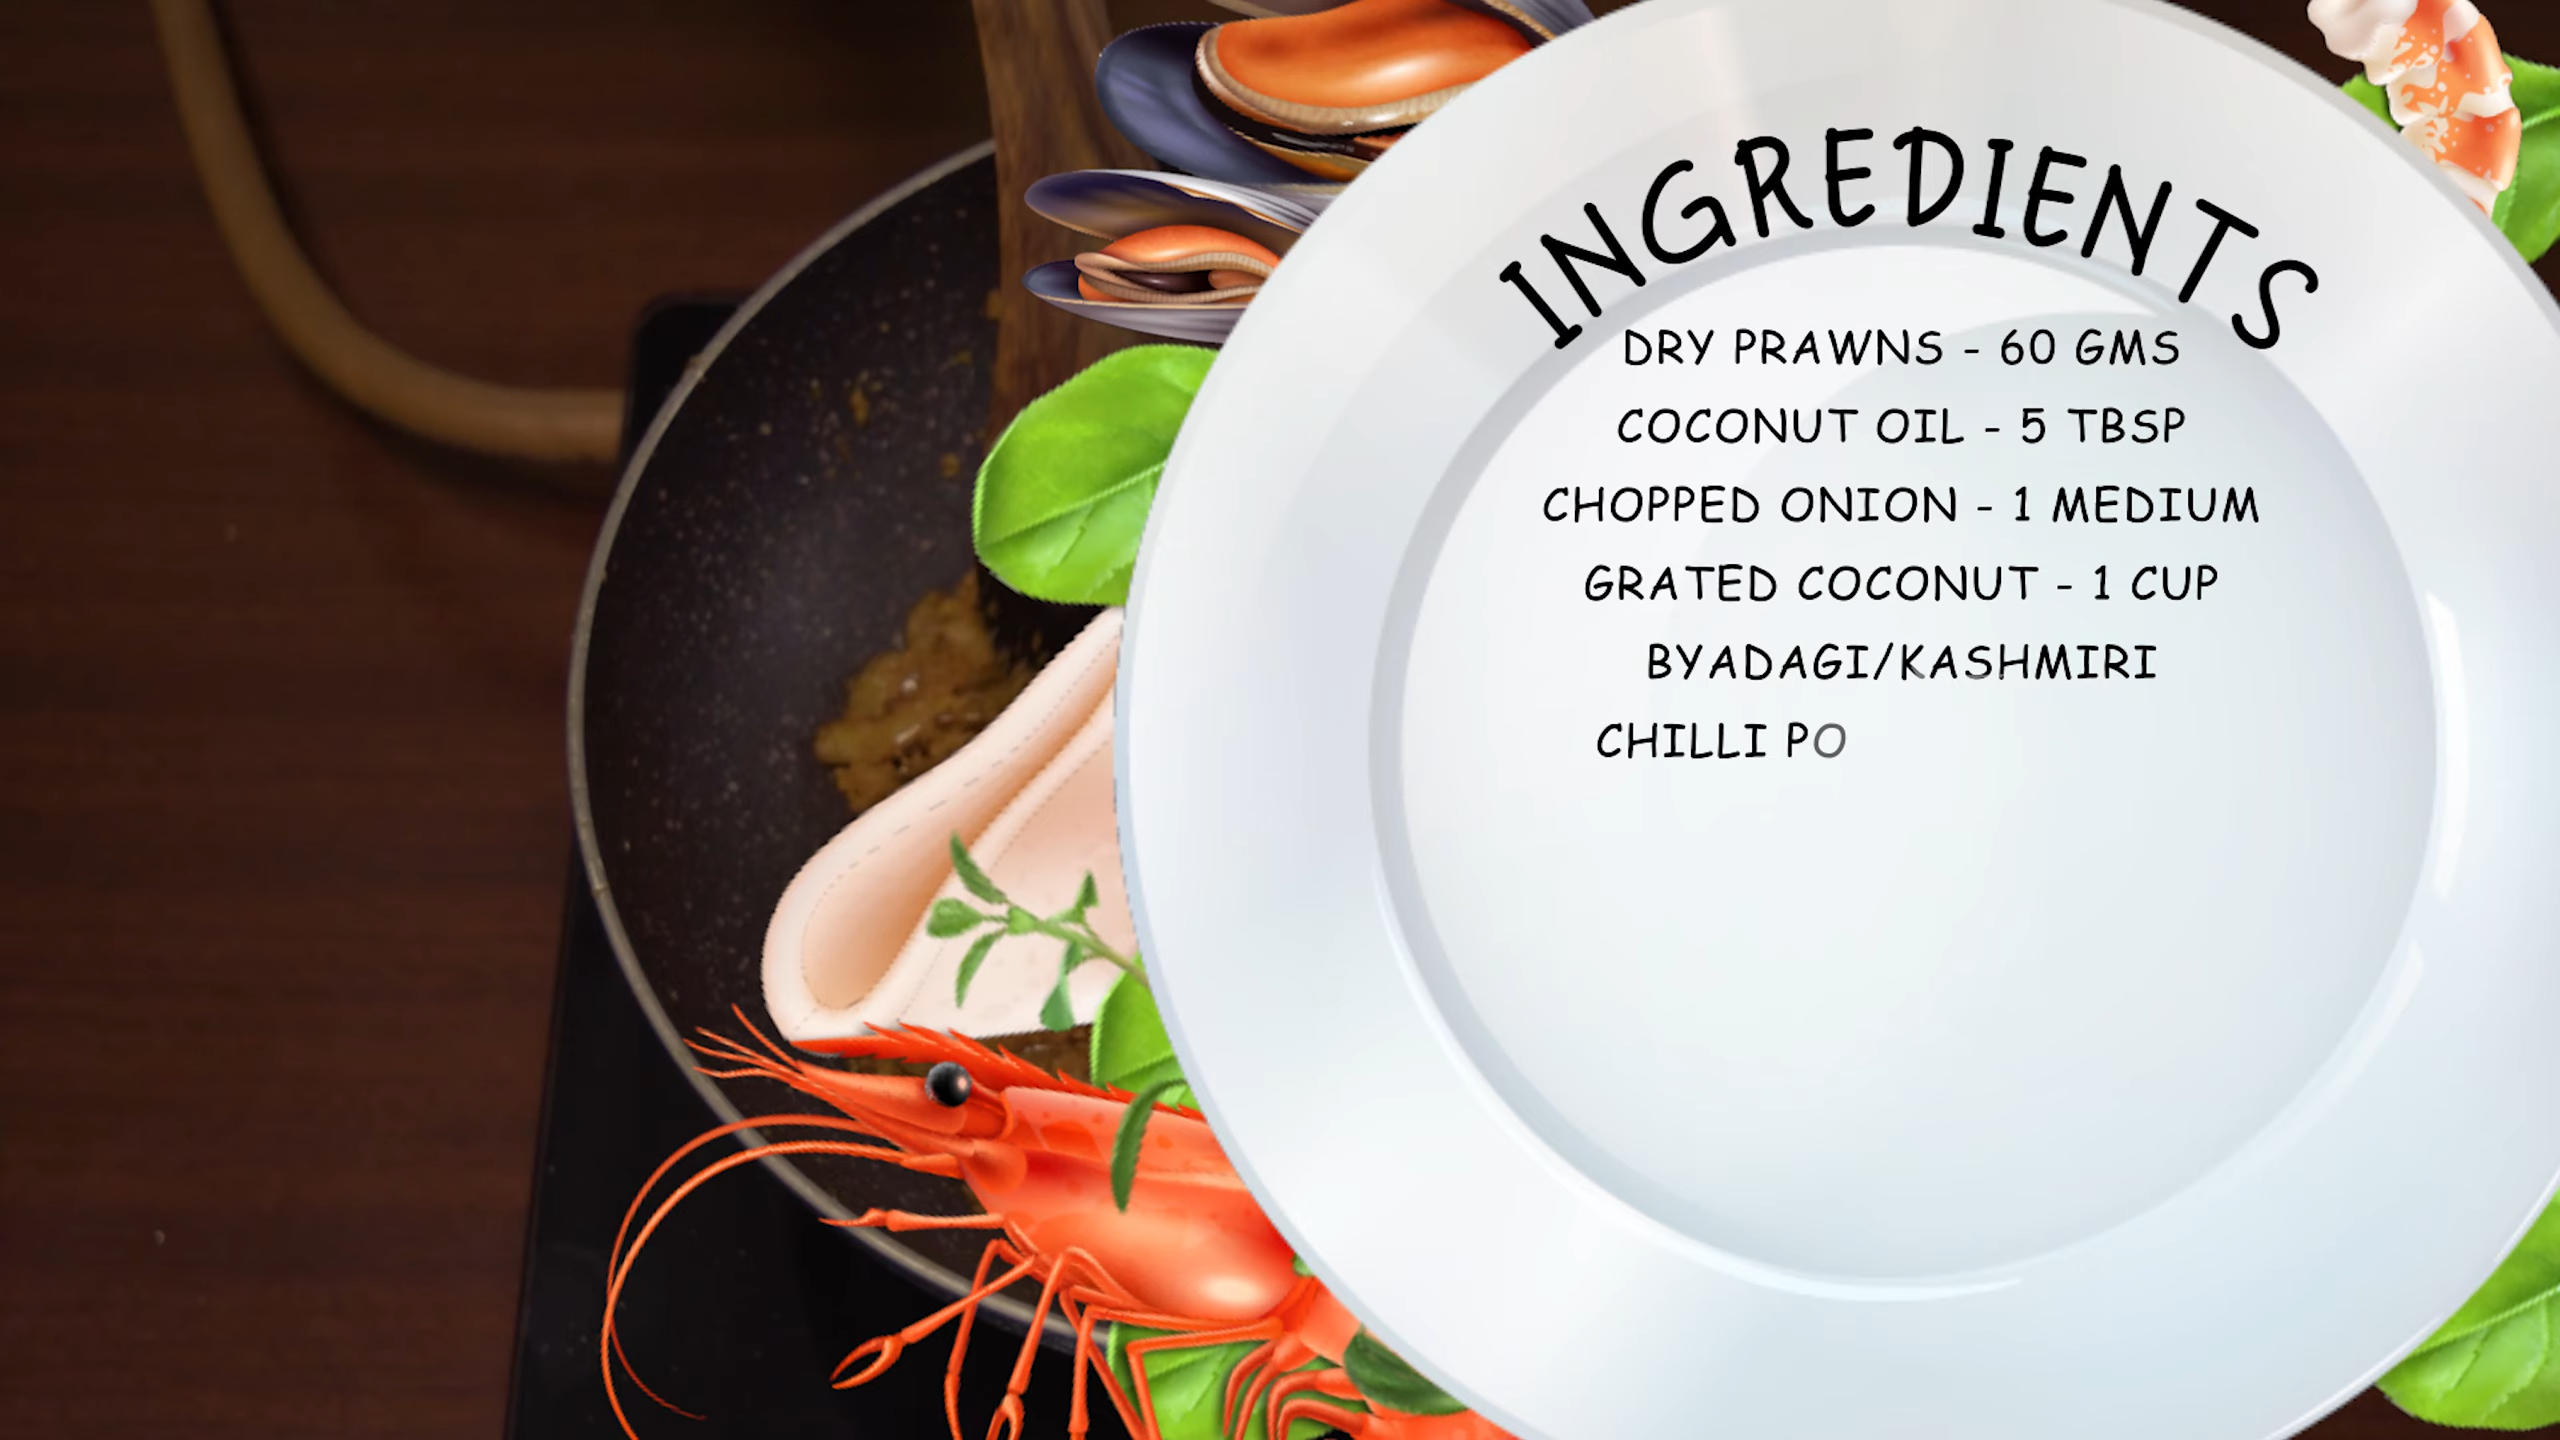 INGREDIENTS
DRY PRAWNS - 60 GMS
COCONUT OIL - 5 TBSP
CHOPPED ONION - 1 MEDIUM
GRATED COCONUT - 1 CUP
BYADAGI/KASHMIRI
CHILLI PO